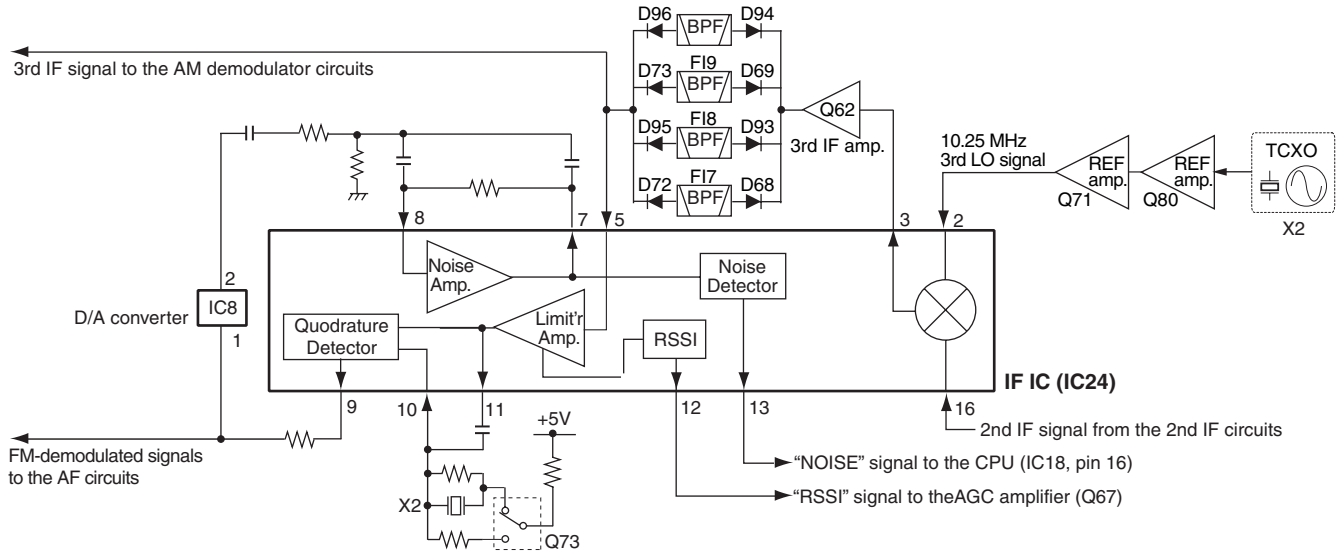 D96 BPF D94
3rd IF signal to the AM demodulator circuits
D73 FI9 BPF D69
D95 FI8 BPF D93
D72 FI7 BPF D68
Q62
3rd IF amp.
10.25 MHz
3rd LO signal
REF
amp.
Q71
REF
amp.
Q80
TCXO
X2
8
7
5
3
2
Noise
Amp.
Noise
Detector
2
IC8
1
D/A converter
Quodrature
Detector
Limit'r
Amp.
RSSI
IF IC (IC24)
9
10
11
12
13
16
+5V
FM-demodulated signals
to the AF circuits
2nd IF signal from the 2nd IF circuits
"NOISE" signal to the CPU (IC18, pin 16)
"RSSI" signal to theAGC amplifier (Q67)
X2
Q73